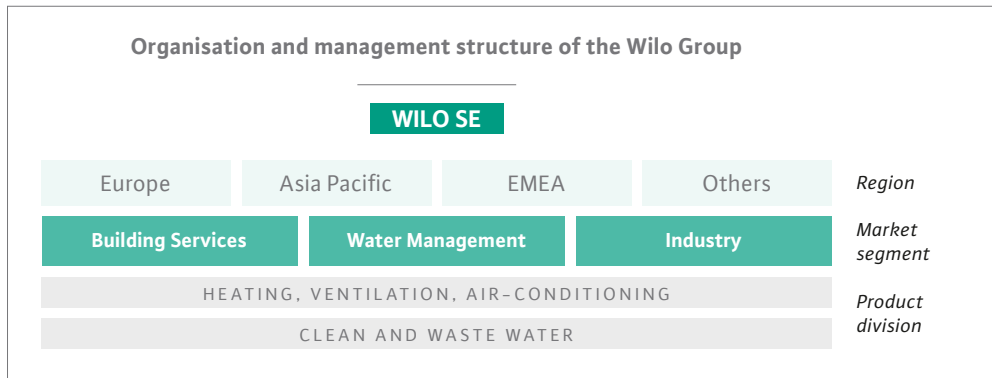 Organisation and management structure of the Wilo Group
WILO SE
Europe Asia Pacific EMEA Others Region
Building Services Water Management Industry Market segment
HEATING, VENTILATION, AIR–CONDITIONING
CLEAN AND WASTE WATER
Product division